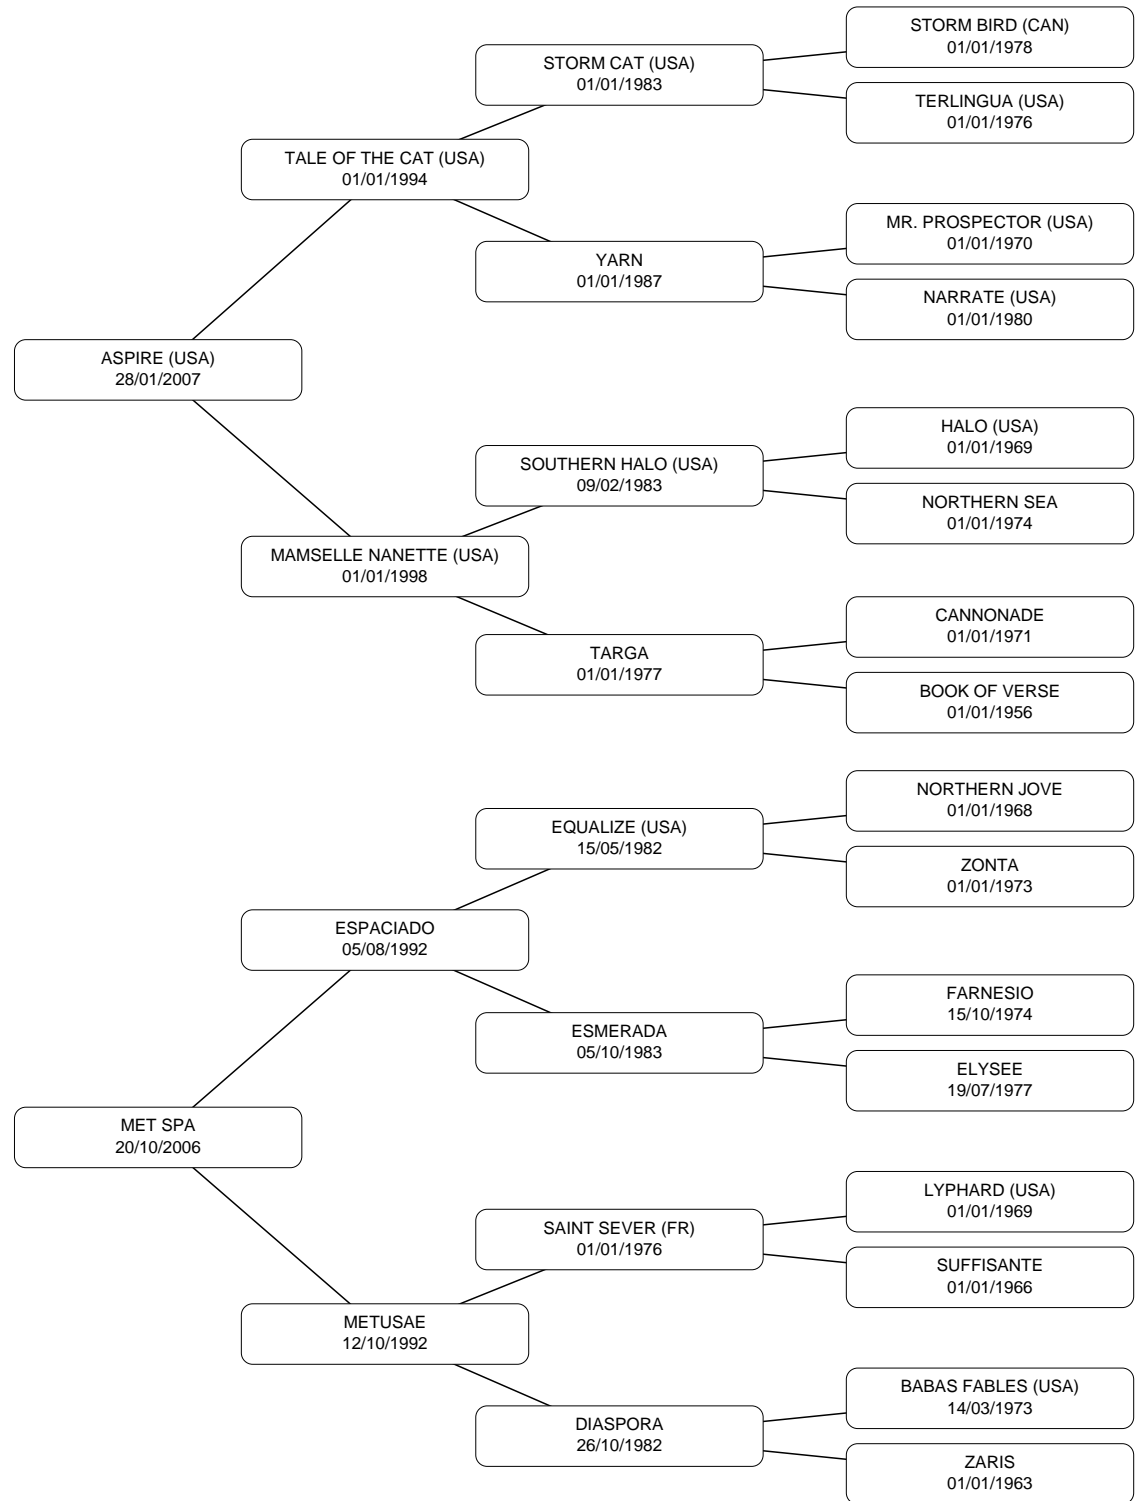 STORM BIRD (CAN)
01/01/1978
STORM CAT (USA)
01/01/1983
TERLINGUA (USA)
01/01/1976
TALE OF THE CAT (USA)
01/01/1994
MR. PROSPECTOR (USA)
01/01/1970
YARN
01/01/1987
NARRATE (USA)
01/01/1980
ASPIRE (USA)
28/01/2007
HALO (USA)
01/01/1969
SOUTHERN HALO (USA)
09/02/1983
NORTHERN SEA
01/01/1974
MAMSELLE NANETTE (USA)
01/01/1998
CANNONADE
01/01/1971
TARGA
01/01/1977
BOOK OF VERSE
01/01/1956
NORTHERN JOVE
01/01/1968
EQUALIZE (USA)
15/05/1982
ZONTA
01/01/1973
ESPACIADO
05/08/1992
FARNESIO
15/10/1974
ESMERADA
05/10/1983
ELYSEE
19/07/1977
MET SPA
20/10/2006
LYPHARD (USA)
01/01/1969
SAINT SEVER (FR)
01/01/1976
SUFFISANTE
01/01/1966
METUSAE
12/10/1992
BABAS FABLES (USA)
14/03/1973
DIASPORA
26/10/1982
ZARIS
01/01/1963